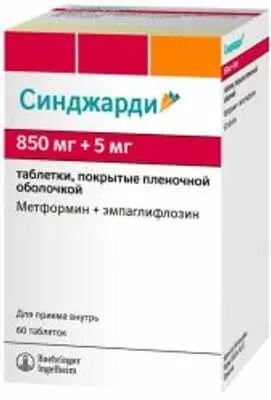 Синджарди
850 мг + 5 мг
таблетки, покрытые пленочной
оболочкой
Метформин + эмпаглифлозин
Для приема внутрь
60 таблеток
Boehringer
Ingelheim